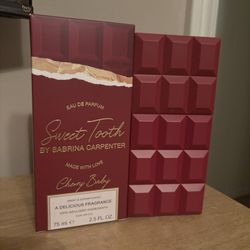 EAU DE PARFUM
Sweet Tooth
BY SABRINA CARPENTER
MADE WITH LOVE
Cherry Baby
A DELICIOUS FRAGRANCE
75 ml e 2.5 FL. OZ